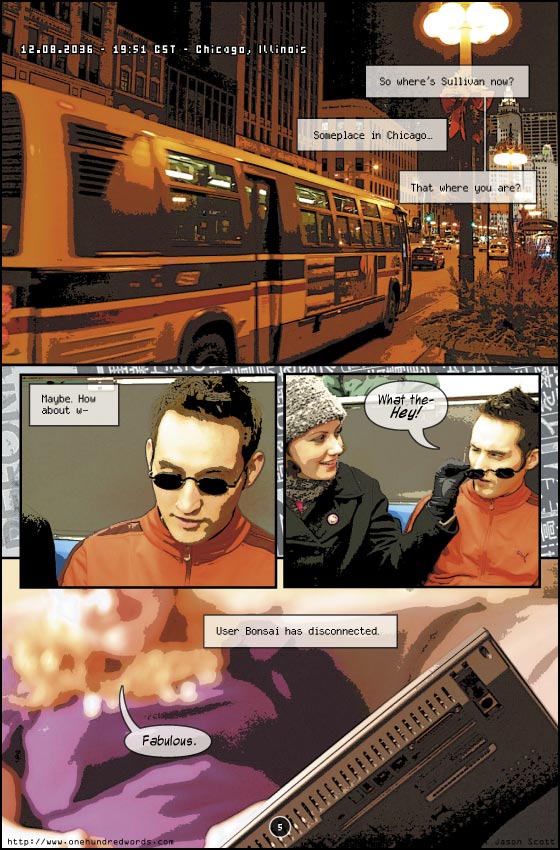 12.08.2036 - 19:51 CST - Chicago, Illinois
So where's Sullivan now?
Someplace in Chicago…
That where you are?
Maybe. How
about w-
What the-
Hey!
User Bonsai has disconnected.
Fabulous.
5
http://www.onehundredwords.com
Jason Scott